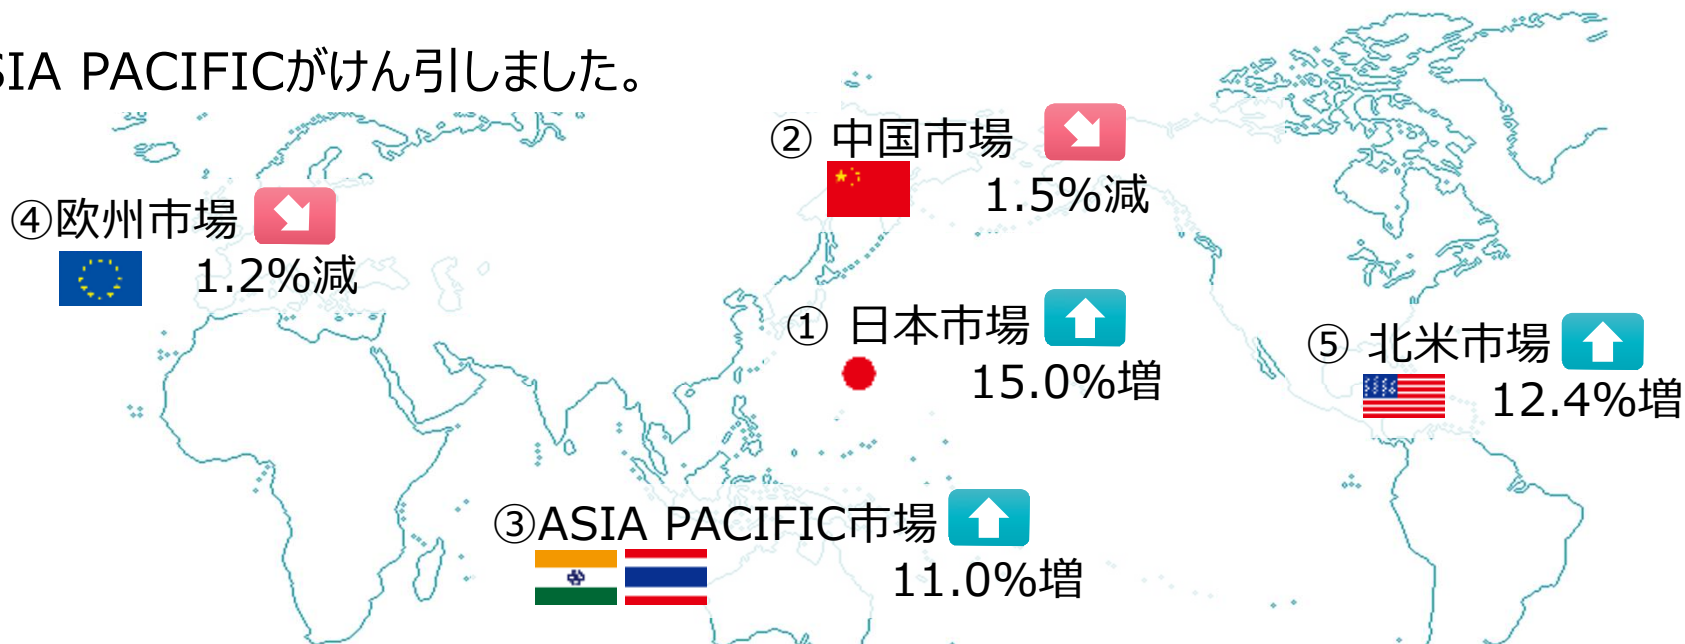 SIA PACIFICがけん引しました。
② 中国市場
1.5%減
④欧州市場
1.2%減
① 日本市場
15.0%増
⑤ 北米市場
12.4%増
③ASIA PACIFIC市場
11.0%増